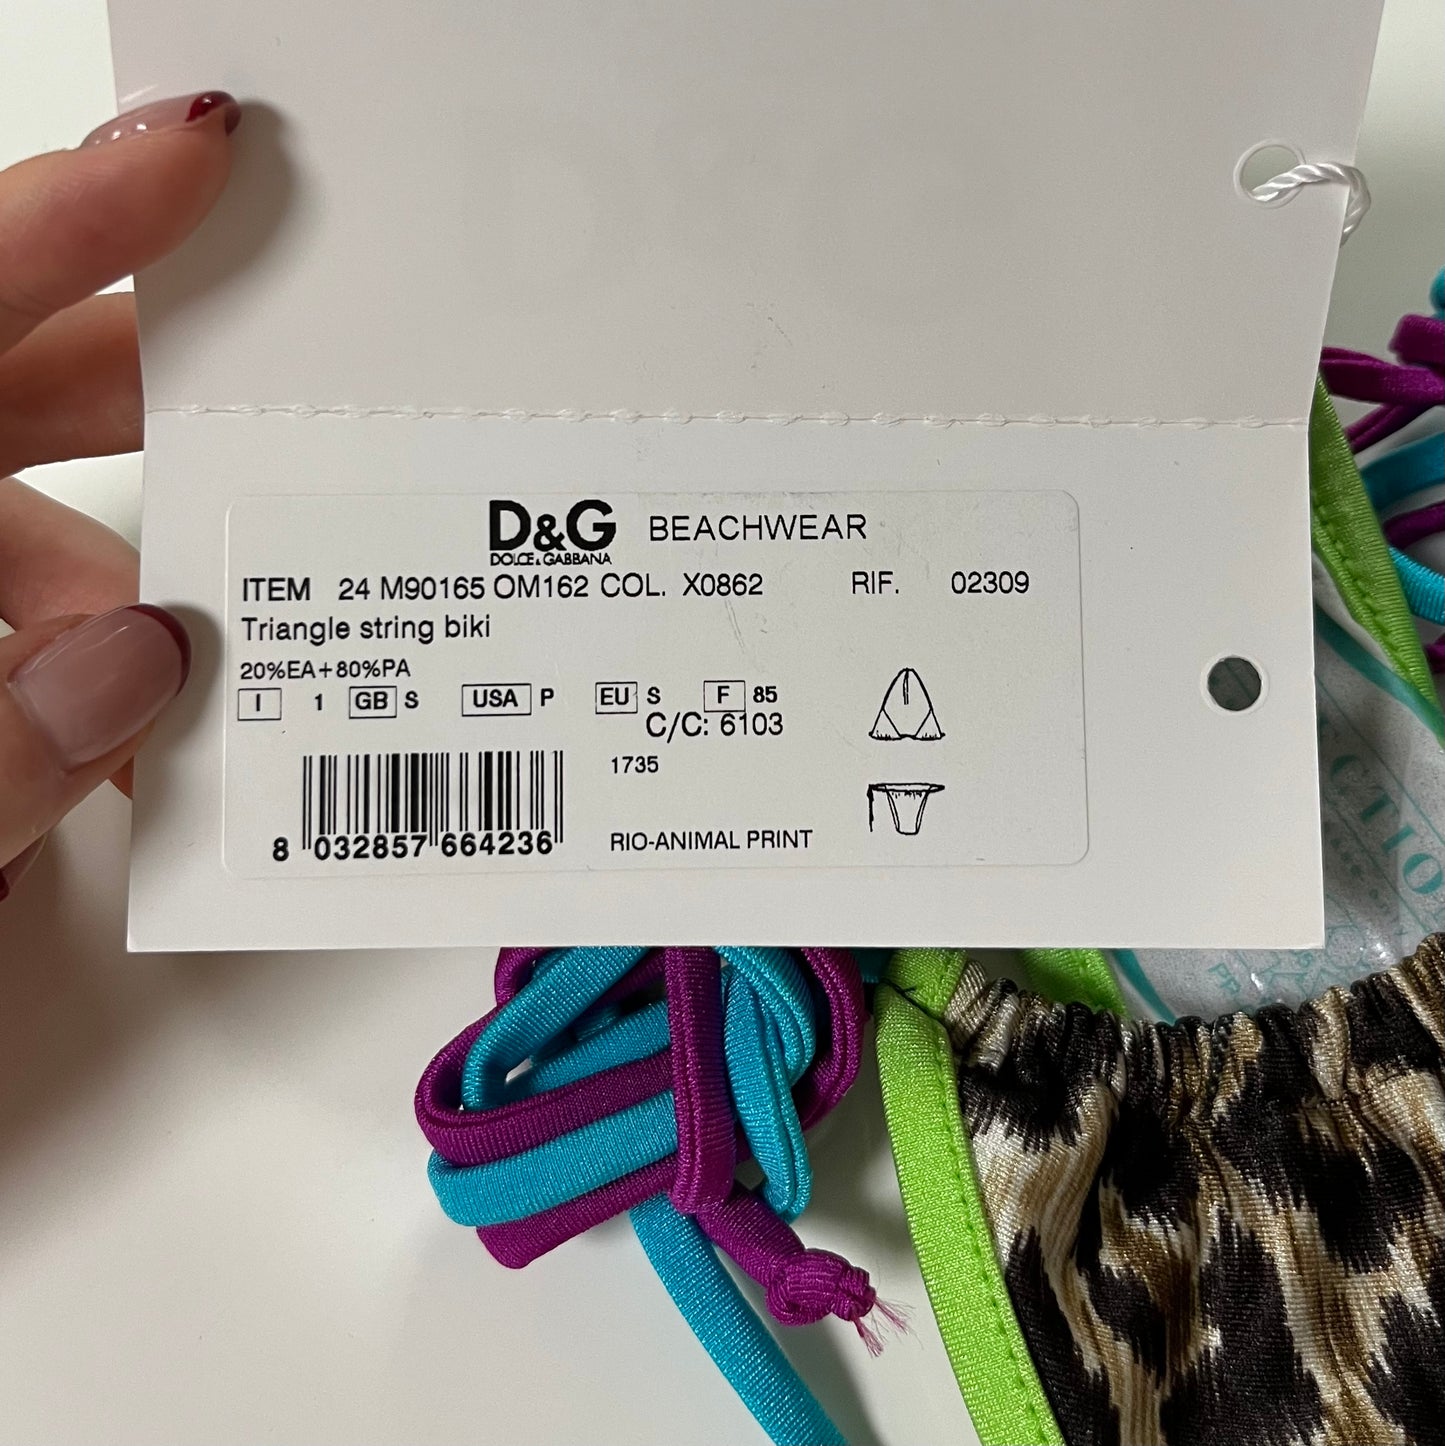 D&G BEACHWEAR
DOLCE & GABBANA
ITEM 24 M90165 OM162 COL. X0862 RIF. 02309
Triangle string biki
20%EA+80%PA
I 1 GB S USA P EU S F 85
C/C: 6103
1735
8 032857 664236
RIO-ANIMAL PRINT